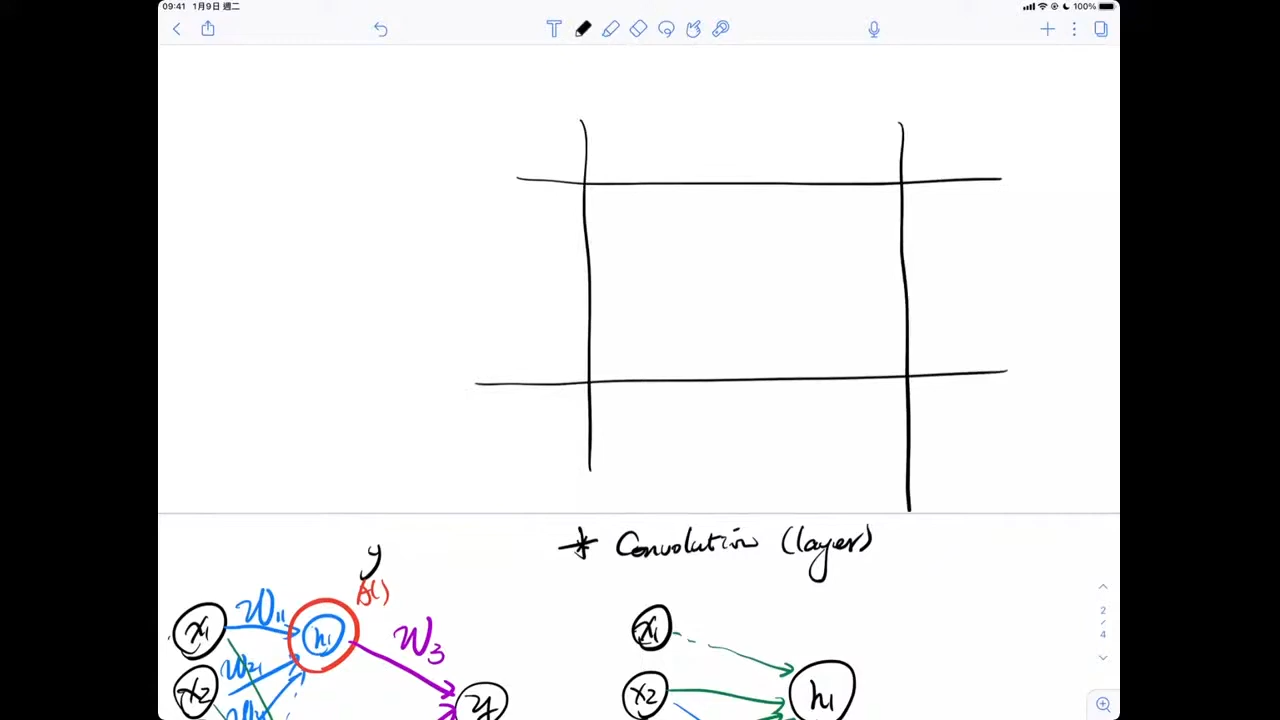 09:41 1月9日 週二
100%
T
* Convolution (layer)
y
x1 W11 h1 A()
W3
x1
W21
x2
x2
h1
y
2
4